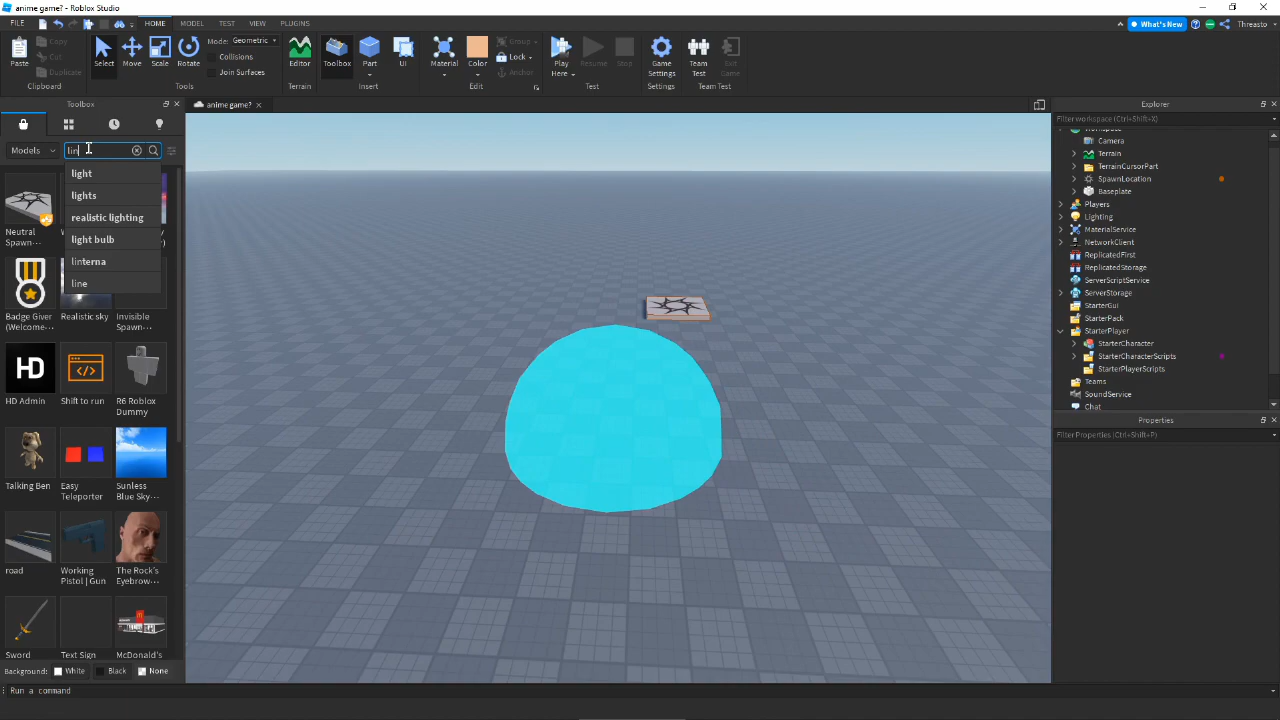 anime game? - Roblox Studio
FILE HOME MODEL TEST VIEW PLUGINS What's New Threasto
Copy Cut Duplicate Paste Clipboard
Select Move Scale Rotate
Mode: Geometric
Collisions
Join Surfaces
Tools
Editor
Terrain
Toolbox Part UI
Insert
Material Color
Group
Lock
Anchor
Edit
Play Here
Resume Stop
Test
Game Settings
Settings
Team Test
Exit Game
Team Test
Toolbox
anime game?
Explorer
Filter workspace (Ctrl+Shift+X)
Models
lin
light
lights
realistic lighting
light bulb
linterna
line
Neutral Spawn...
Badge Giver (Welcome...
Realistic sky
Invisible Spawn...
HD
HD Admin
Shift to run
R6 Roblox Dummy
Talking Ben
Easy Teleporter
Sunless Blue Sky...
road
Working Pistol | Gun
The Rock's Eyebrow...
Sword
Text Sign
McDonald's
Background: White Black None
Run a command
Workspace
Camera
Terrain
TerrainCursorPart
SpawnLocation
Baseplate
Players
Lighting
MaterialService
NetworkClient
ReplicatedFirst
ReplicatedStorage
ServerScriptService
ServerStorage
StarterGui
StarterPack
StarterPlayer
StarterCharacter
StarterCharacterScripts
StarterPlayerScripts
Teams
SoundService
Chat
Properties
Filter Properties (Ctrl+Shift+P)